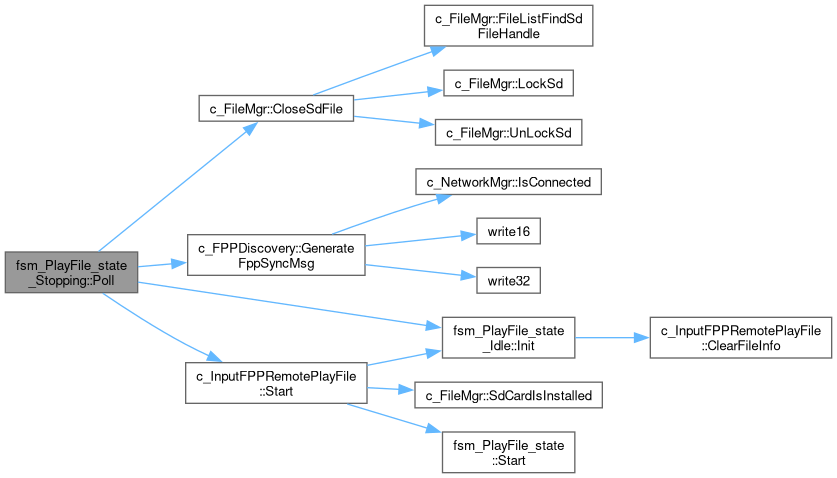 c_FileMgr::FileListFindSd
FileHandle
c_FileMgr::LockSd
c_FileMgr::CloseSdFile
c_FileMgr::UnLockSd
c_NetworkMgr::IsConnected
write16
c_FPPDiscovery::Generate
FppSyncMsg
fsm_PlayFile_state
_Stopping::Poll
write32
fsm_PlayFile_state
_Idle::Init
c_InputFPPRemotePlayFile
::ClearFileInfo
c_InputFPPRemotePlayFile
::Start
c_FileMgr::SdCardIsInstalled
fsm_PlayFile_state
::Start